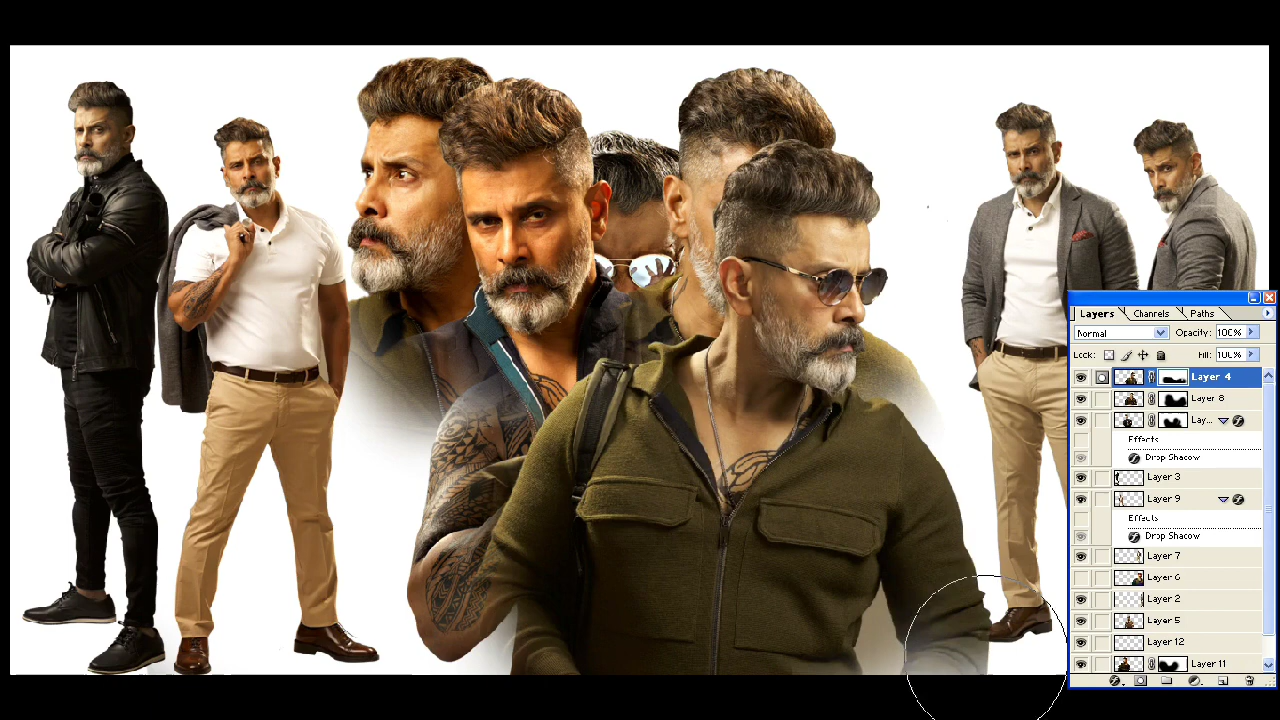 Layers Channels Paths
Normal Opacity: 100%
Lock: Fill: 100%
Layer 4
Layer 8
Lay...
Effects
Drop Shadow
Layer 3
Layer 9
Effects
Drop Shadow
Layer 7
Layer 6
Layer 2
Layer 5
Layer 12
Layer 11